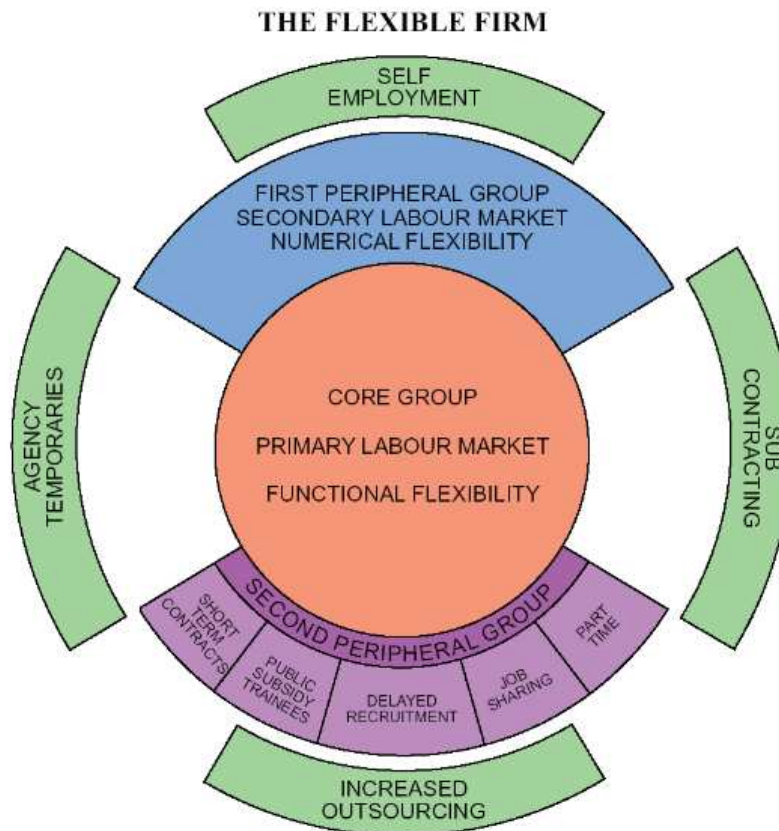 THE FLEXIBLE FIRM
SELF
EMPLOYMENT
FIRST PERIPHERAL GROUP
SECONDARY LABOUR MARKET
NUMERICAL FLEXIBILITY
AGENCY
TEMPORARIES
CORE GROUP
PRIMARY LABOUR MARKET
FUNCTIONAL FLEXIBILITY
SUB
CONTRACTING
SECOND PERIPHERAL GROUP
SHORT
TERM
CONTRACTS
PUBLIC
SUBSIDY
TRAINEES
DELAYED
RECRUITMENT
JOB
SHARING
PART
TIME
INCREASED
OUTSOURCING